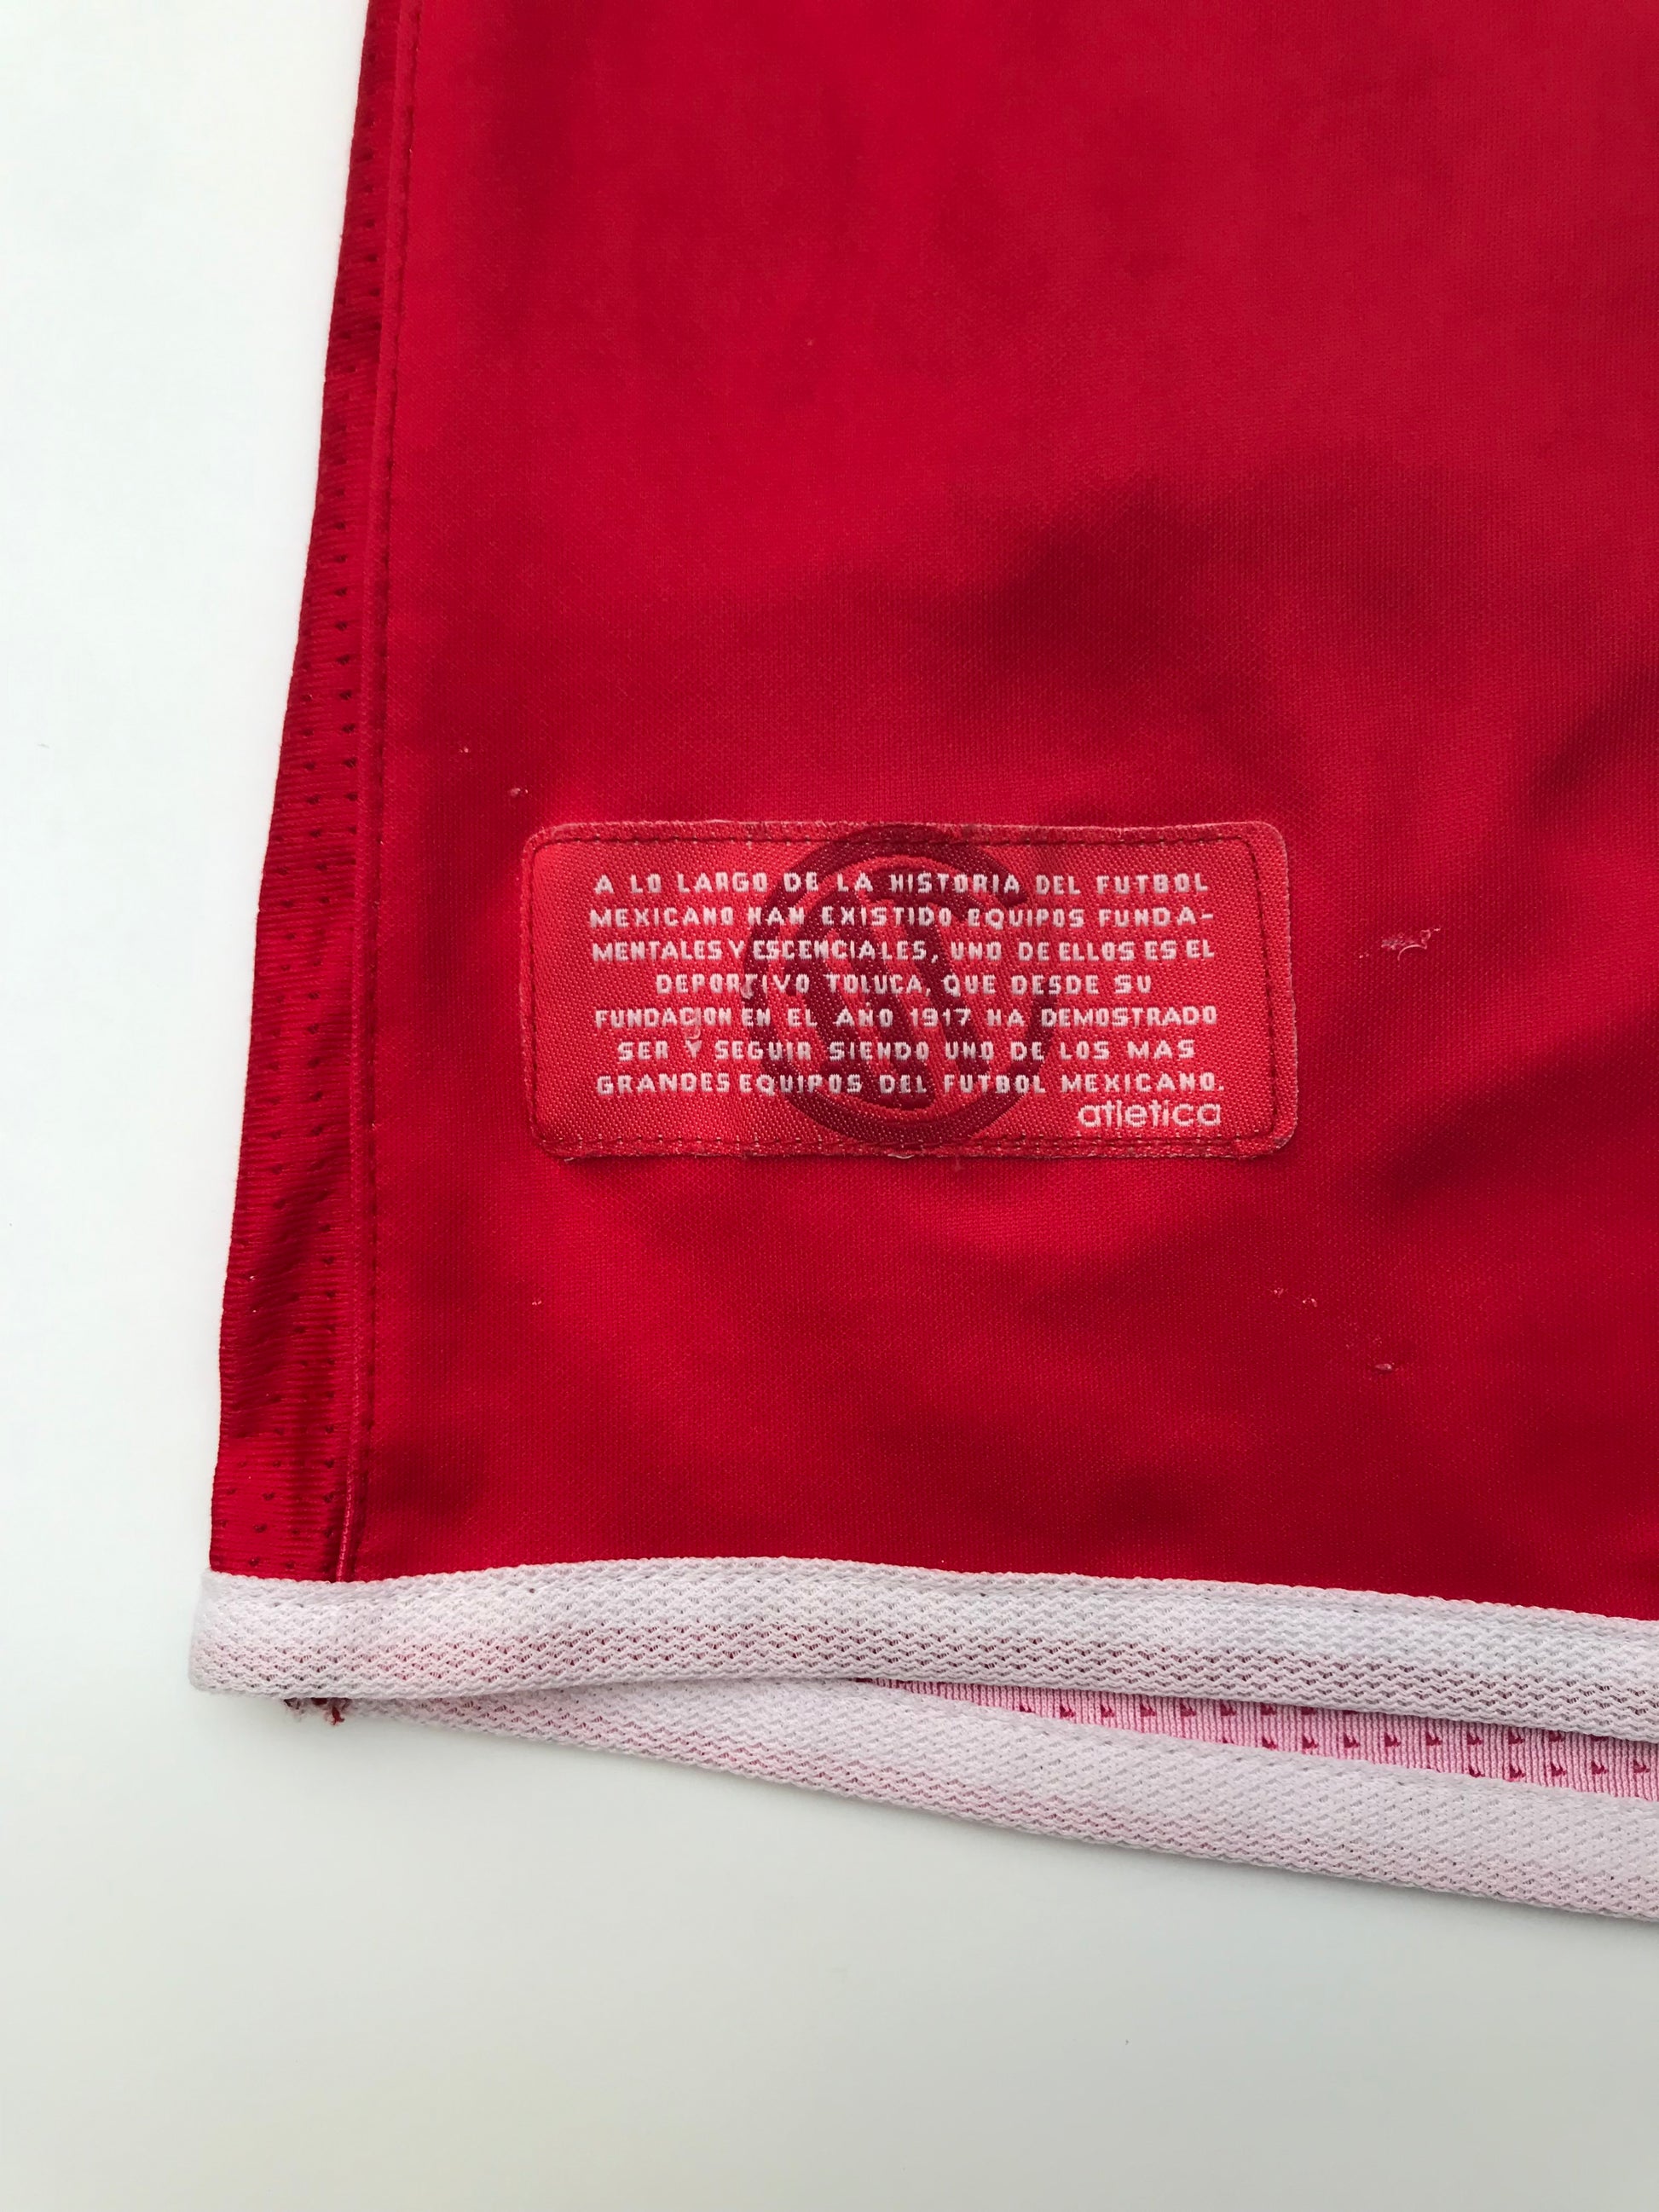 A LO LARGO DE LA HISTORIA DEL FUTBOL
MEXICANO HAN EXISTIDO EQUIPOS FUNDA-
MENTALES Y ESCENCIALES, UNO DE ELLOS ES EL
DEPORTIVO TOLUCA, QUE DESDE SU
FUNDACION EN EL AÑO 1917 HA DEMOSTRADO
SER Y SEGUIR SIENDO UNO DE LOS MAS
GRANDES EQUIPOS DEL FUTBOL MEXICANO.
atletica